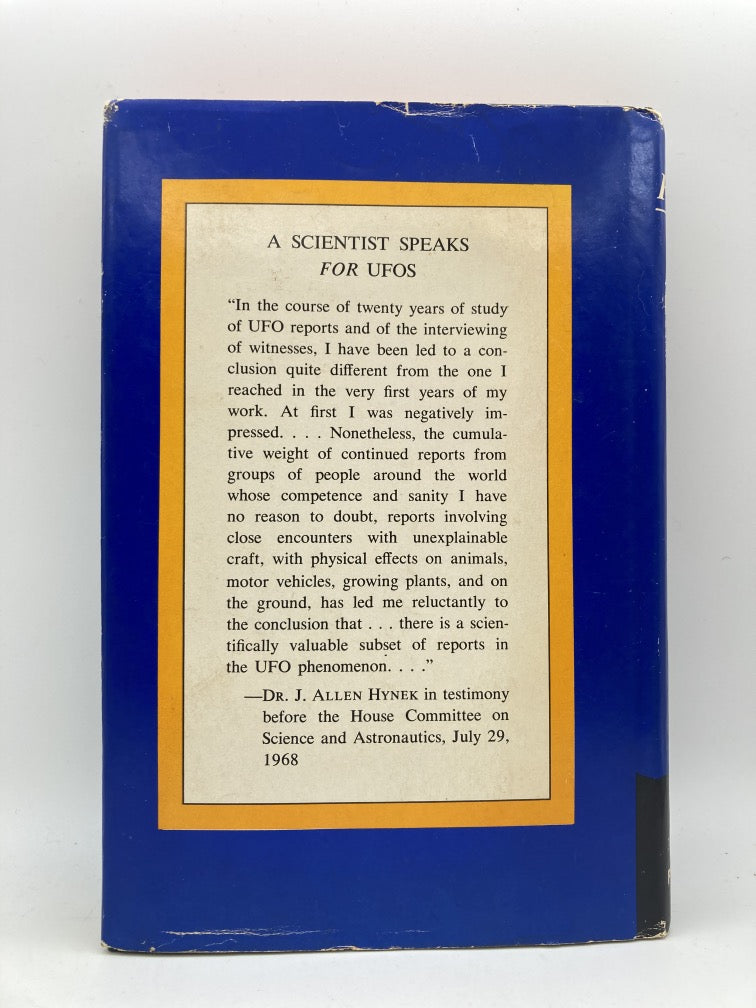 A SCIENTIST SPEAKS
FOR UFOS
“In the course of twenty years of study
of UFO reports and of the interviewing
of witnesses, I have been led to a con-
clusion quite different from the one I
reached in the very first years of my
work. At first I was negatively im-
pressed. . . . Nonetheless, the cumula-
tive weight of continued reports from
groups of people around the world
whose competence and sanity I have
no reason to doubt, reports involving
close encounters with unexplainable
craft, with physical effects on animals,
motor vehicles, growing plants, and on
the ground, has led me reluctantly to
the conclusion that . . . there is a scien-
tifically valuable subset of reports in
the UFO phenomenon. . . .”
—DR. J. ALLEN HYNEK in testimony
before the House Committee on
Science and Astronautics, July 29,
1968